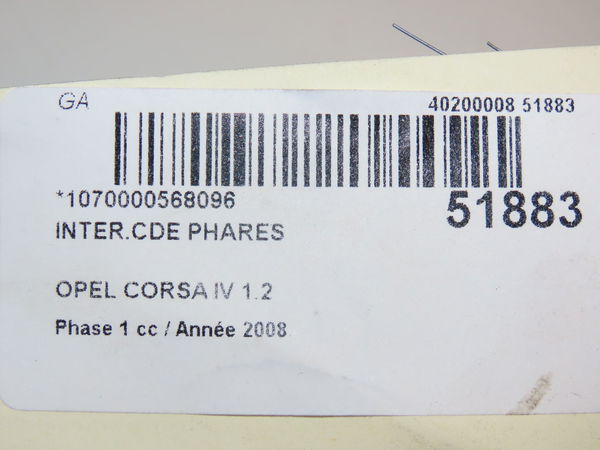 GA
40200008 51883
*1070000568096
51883
INTER.CDE PHARES
OPEL CORSA IV 1.2
Phase 1 cc / Année 2008